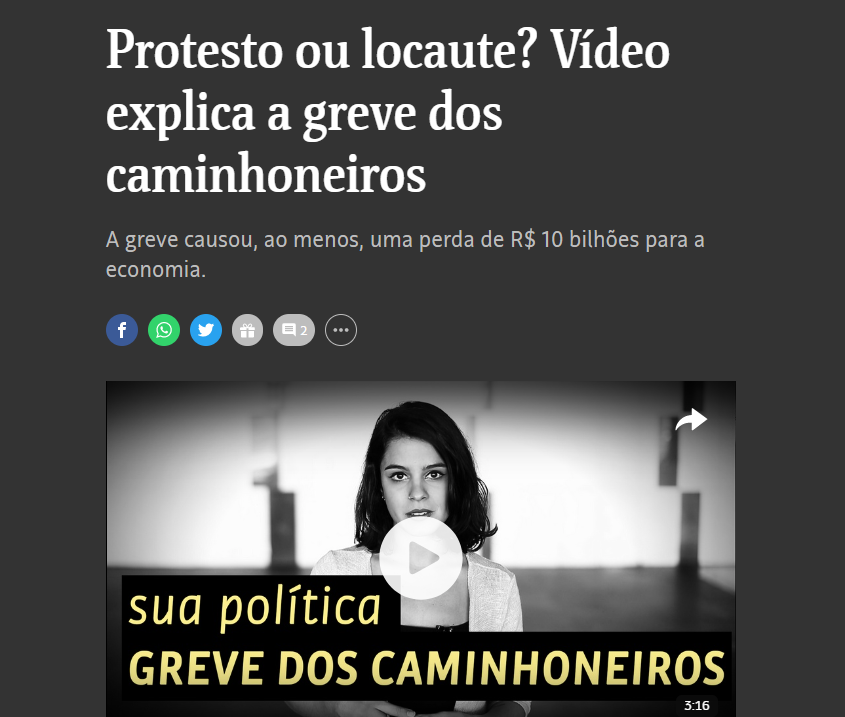 Protesto ou locaute? Vídeo
explica a greve dos
caminhoneiros
A greve causou, ao menos, uma perda de R$ 10 bilhões para a
economia.
2
sua política
GREVE DOS CAMINHONEIROS
3:16